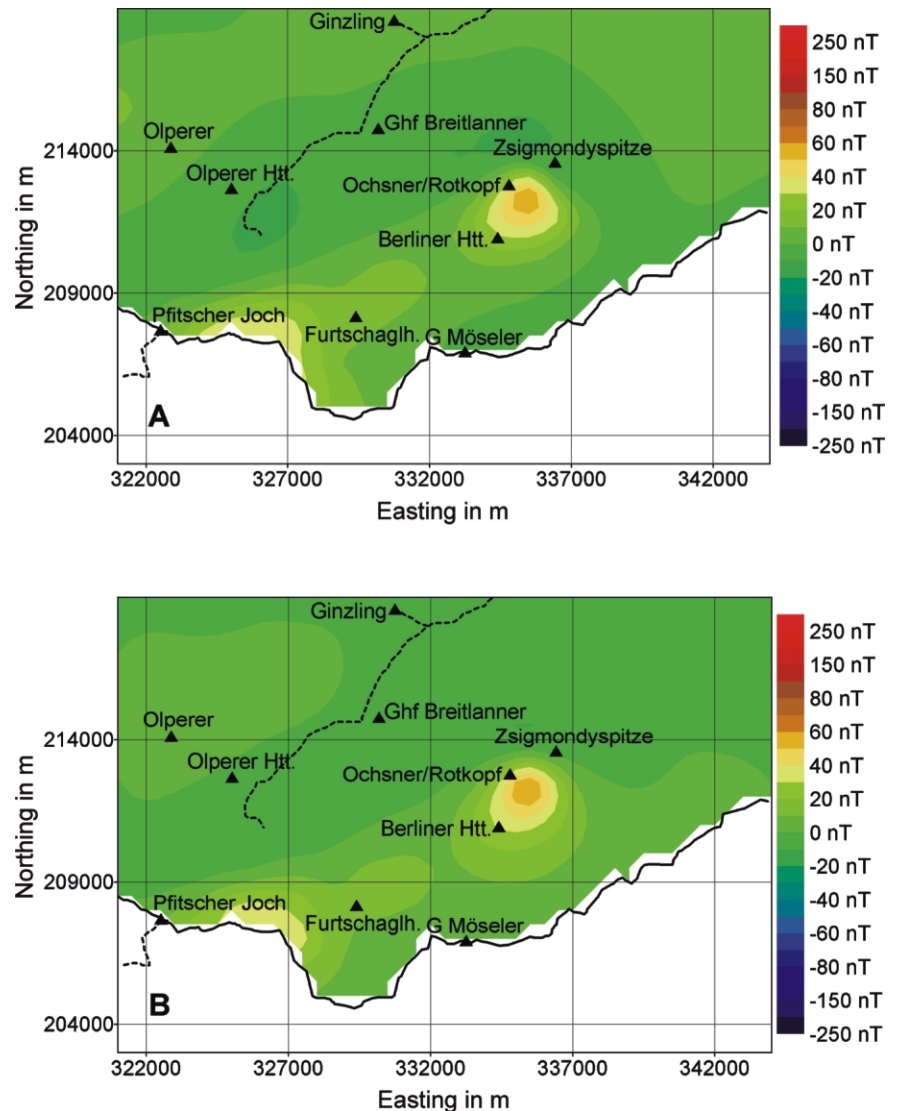 Ginzling
250 nT
150 nT
80 nT
60 nT
40 nT
20 nT
0 nT
-20 nT
-40 nT
-60 nT
-80 nT
-150 nT
-250 nT
Ghf Breitlanner
Olperer
Zsigmondyspitze
214000
Olperer Htt.
Ochsner/Rotkopf
Berliner Htt.
Northing in m
209000
Pfitscher Joch
Furtschaglh.
G Möseler
A
204000
322000
327000
332000
337000
342000
Easting in m
Ginzling
250 nT
150 nT
80 nT
60 nT
40 nT
20 nT
0 nT
-20 nT
-40 nT
-60 nT
-80 nT
-150 nT
-250 nT
Ghf Breitlanner
Olperer
Zsigmondyspitze
214000
Olperer Htt.
Ochsner/Rotkopf
Berliner Htt.
Northing in m
209000
Pfitscher Joch
Furtschaglh.
G Möseler
B
204000
322000
327000
332000
337000
342000
Easting in m